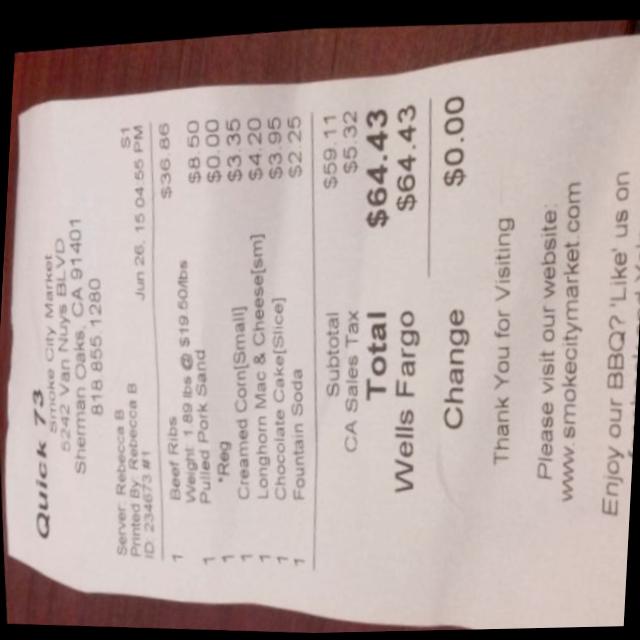 Quick 73
Smoke City Market
5242 Van Nuys BLVD
Sherman Oaks, CA 91401
818.855.1280
Server: Rebecca B S1
Printed By: Rebecca B Jun 26, 15 04:55 PM
ID: 234673 #1
1 Beef Ribs $36.86
Weight: 1.89 lbs @ $19.50/lbs
1 Pulled Pork Sand $8.50
1 *Reg $0.00
1 Creamed Corn[Small] $3.35
1 Longhorn Mac & Cheese[sm] $4.20
1 Chocolate Cake[Slice] $3.95
1 Fountain Soda $2.25
Subtotal $59.11
CA Sales Tax $5.32
Total $64.43
Wells Fargo $64.43
Change $0.00
Thank You for Visiting
Please visit our website:
www.smokecitymarket.com
Enjoy our BBQ? 'Like' us on